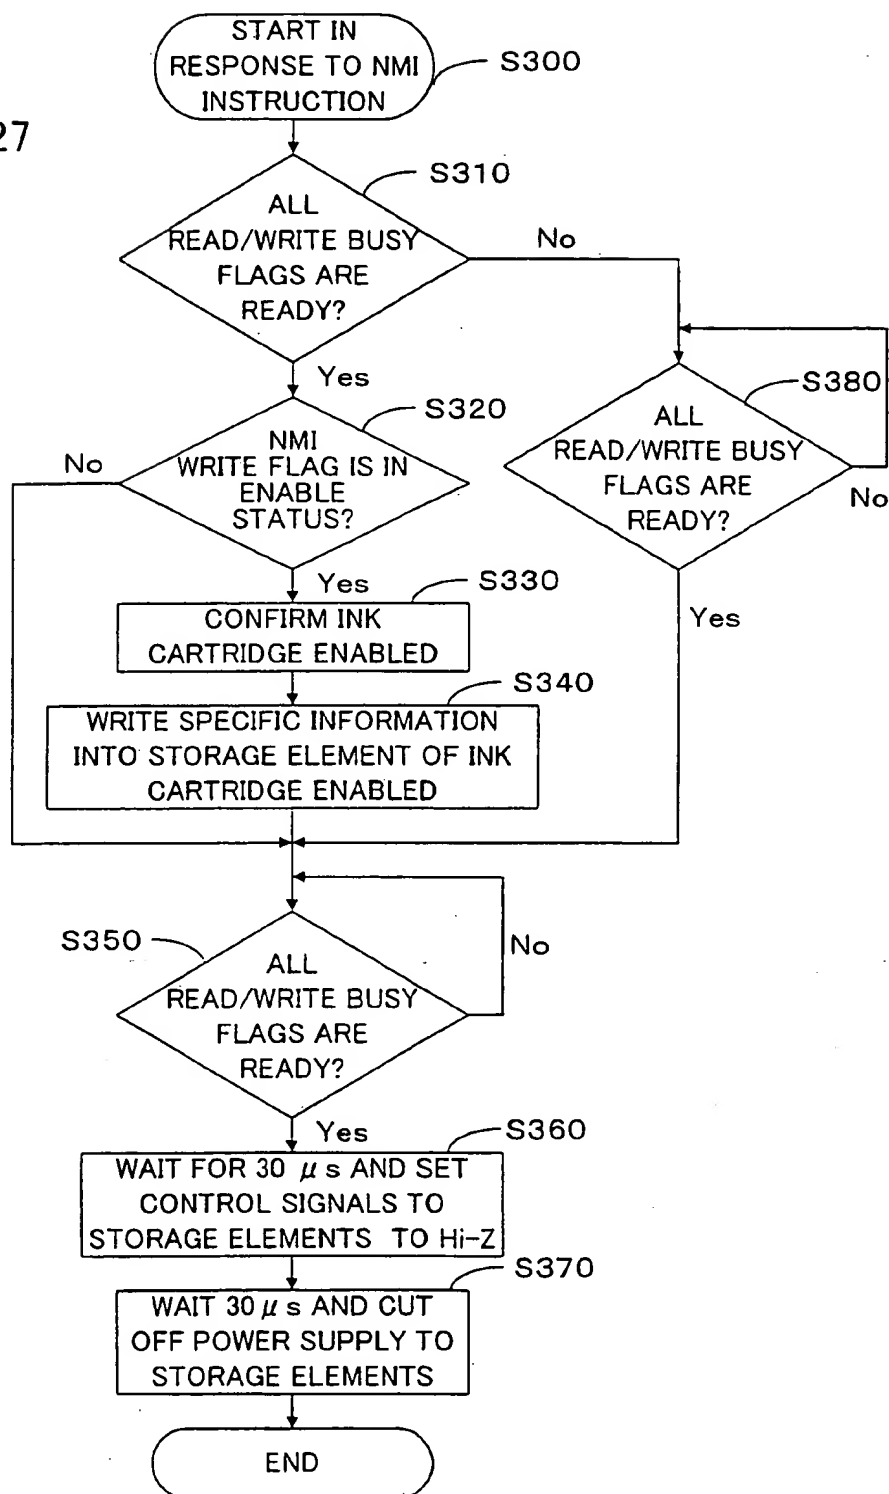 START IN
RESPONSE TO NMI
INSTRUCTION
S300
27
S310
ALL
READ/WRITE BUSY
FLAGS ARE
READY?
No
Yes
S320
NMI
WRITE FLAG IS IN
ENABLE
STATUS?
No
S380
ALL
READ/WRITE BUSY
FLAGS ARE
READY?
No
Yes
Yes
S330
CONFIRM INK
CARTRIDGE ENABLED
S340
WRITE SPECIFIC INFORMATION
INTO STORAGE ELEMENT OF INK
CARTRIDGE ENABLED
S350
ALL
READ/WRITE BUSY
FLAGS ARE
READY?
No
Yes
S360
WAIT FOR 30 μs AND SET
CONTROL SIGNALS TO
STORAGE ELEMENTS TO Hi-Z
S370
WAIT 30μs AND CUT
OFF POWER SUPPLY TO
STORAGE ELEMENTS
END